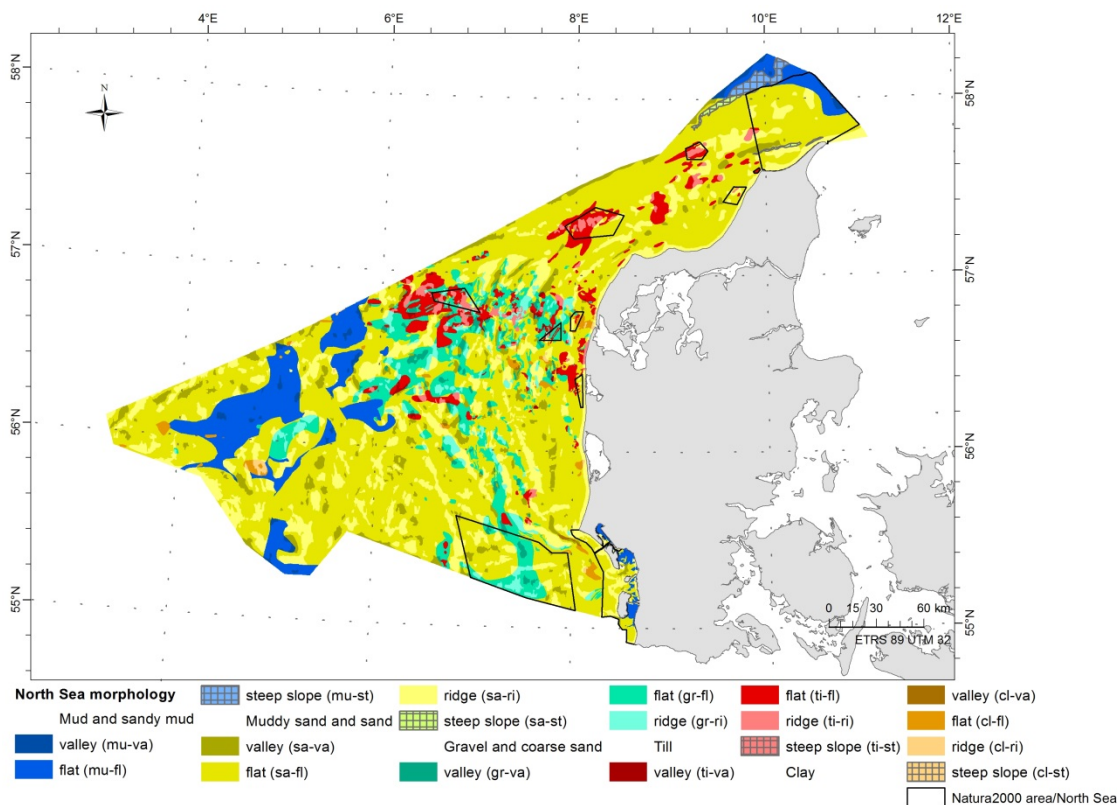 4°E 6°E 8°E 10°E 12°E
58°N 58°N
N
57°N 57°N
56°N 56°N
55°N 55°N
0 15 30 60 km
ETRS 89 UTM 32
4°E 6°E 8°E 10°E
North Sea morphology
Mud and sandy mud
valley (mu-va)
flat (mu-fl)
steep slope (mu-st)
Muddy sand and sand
valley (sa-va)
flat (sa-fl)
ridge (sa-ri)
steep slope (sa-st)
Gravel and coarse sand
valley (gr-va)
flat (gr-fl)
ridge (gr-ri)
Till
valley (ti-va)
flat (ti-fl)
ridge (ti-ri)
steep slope (ti-st)
Clay
valley (cl-va)
flat (cl-fl)
ridge (cl-ri)
steep slope (cl-st)
Natura2000 area/North Sea